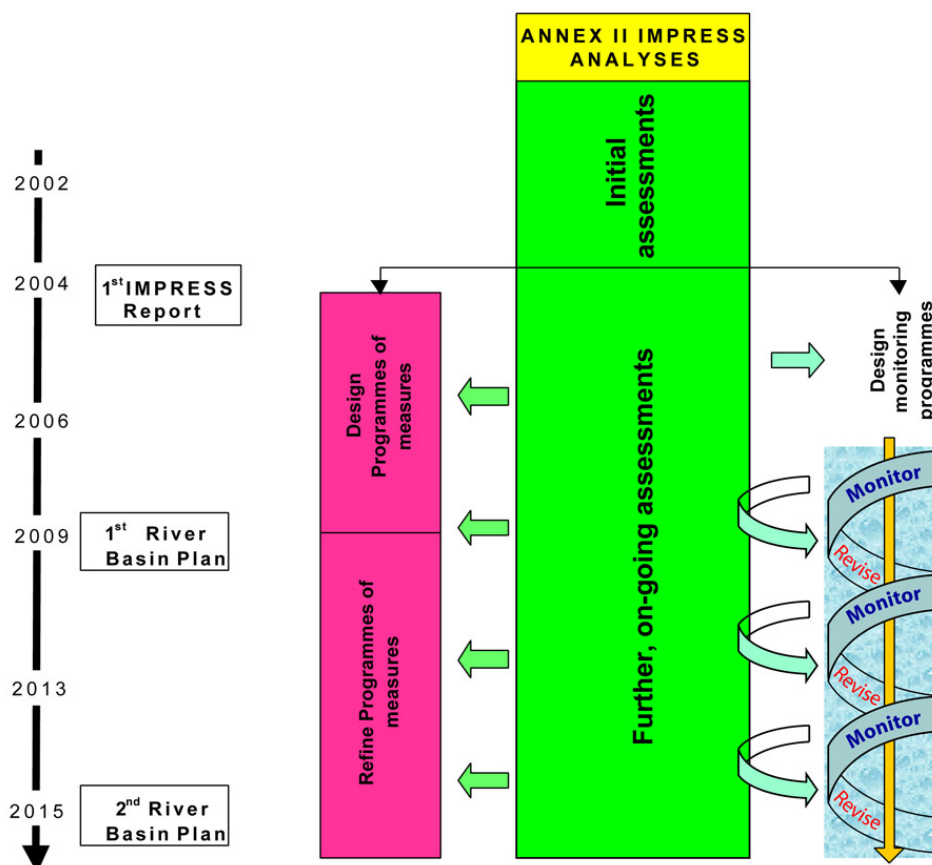 ANNEX II IMPRESS
ANALYSES
Initial
assessments
2002
2004
1st IMPRESS
Report
Design
Programmes of
measures
Further, on-going assessments
Design
monitoring
programmes
2006
Monitor
Revise
2009
1st River
Basin Plan
Monitor
Revise
Refine Programmes of
measures
2013
Monitor
Revise
2015
2nd River
Basin Plan